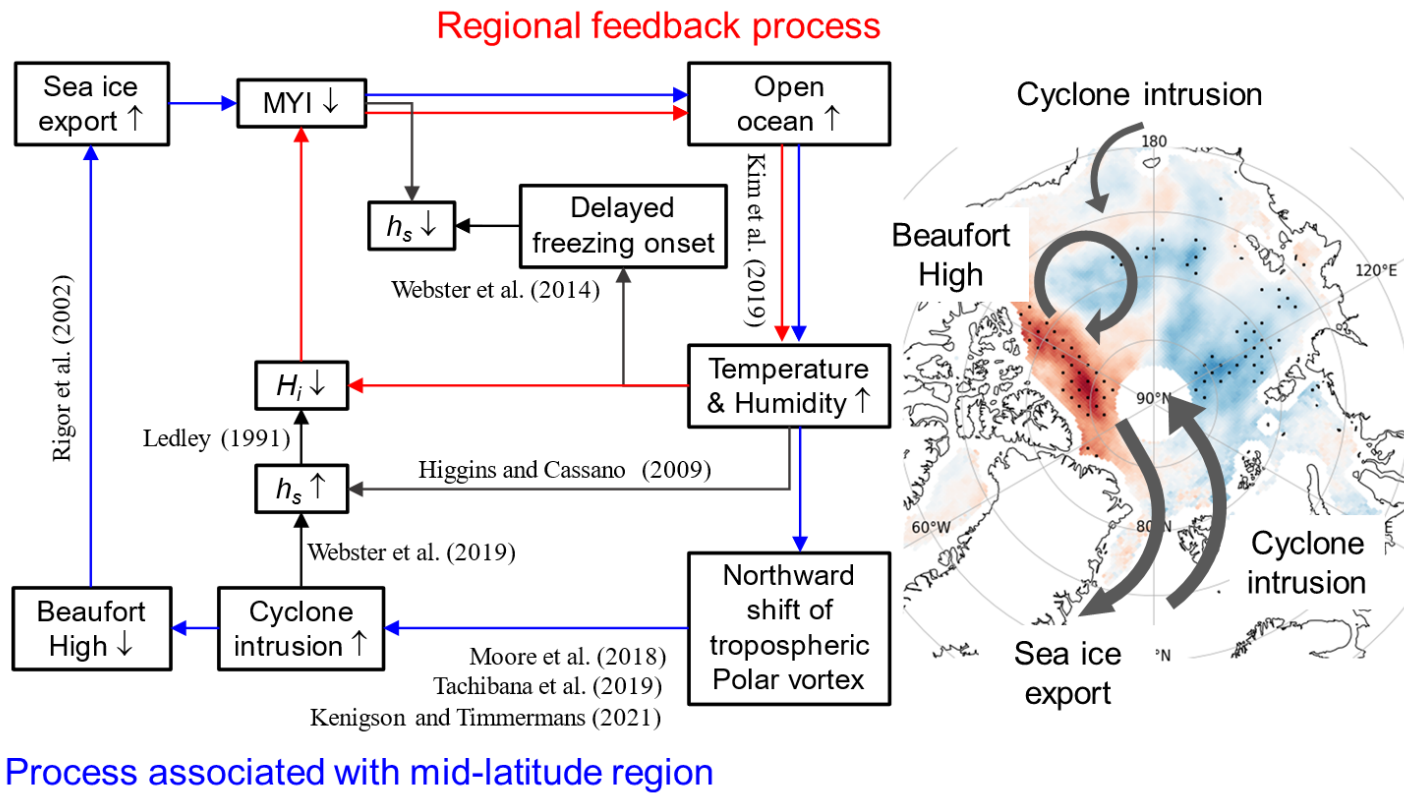 Regional feedback process
Sea ice
export ↑
MYI ↓
Open
ocean ↑
Kim et al. (2019)
h_s ↓
Delayed
freezing onset
Webster et al. (2014)
Rigor et al. (2002)
H_i ↓
Temperature
& Humidity ↑
Ledley (1991)
Higgins and Cassano (2009)
h_s ↑
Webster et al. (2019)
Beaufort
High ↓
Cyclone
intrusion ↑
Northward
shift of
tropospheric
Polar vortex
Moore et al. (2018)
Tachibana et al. (2019)
Kenigson and Timmermans (2021)
Process associated with mid-latitude region
Cyclone intrusion
180
Beaufort
High
120°E
90°N
60°W
80°N
E
Cyclone
intrusion
Sea ice
export
°N